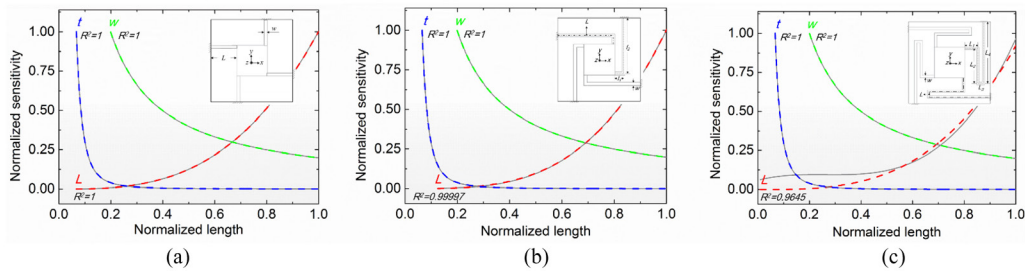 t
w
R²=1
R²=1
L
R²=1
Normalized sensitivity
1.00
0.75
0.50
0.25
0.00
0.0 0.2 0.4 0.6 0.8 1.0
Normalized length
L
w
y
z x
(a)
t
w
R²=1
R²=1
L
R²=0.99997
Normalized sensitivity
1.00
0.75
0.50
0.25
0.00
0.0 0.2 0.4 0.6 0.8 1.0
Normalized length
L
w
y
z x
(b)
t
w
R²=1
R²=1
L
R²=0.9645
Normalized sensitivity
1.00
0.75
0.50
0.25
0.00
0.0 0.2 0.4 0.6 0.8 1.0
Normalized length
w
y
z x
(c)